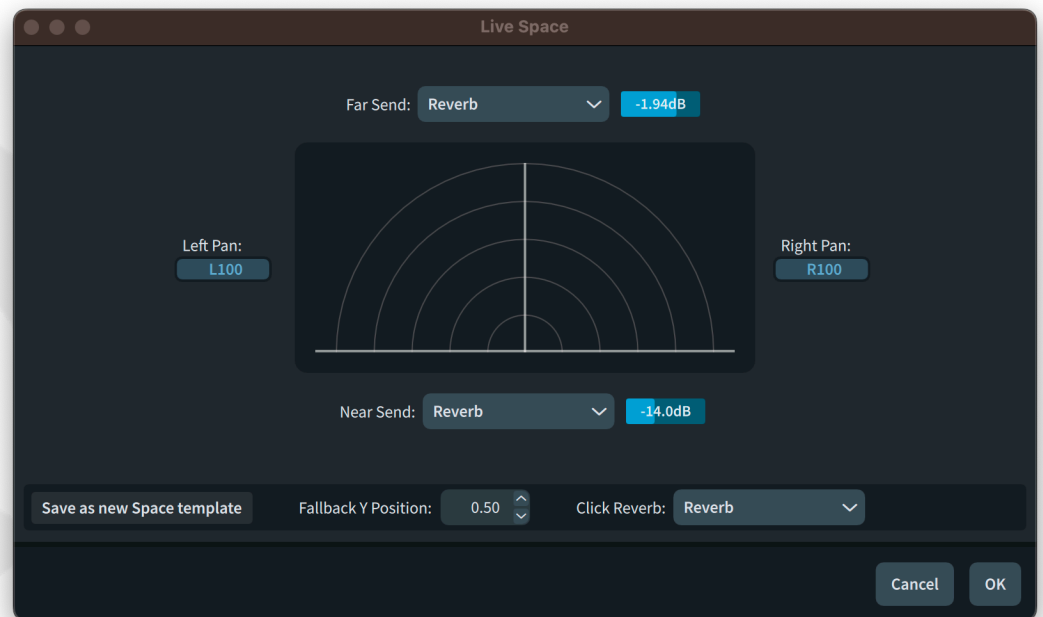 Live Space
Far Send: Reverb -1.94dB
Left Pan: Right Pan:
L100 R100
Near Send: Reverb -14.0dB
Save as new Space template Fallback Y Position: 0.50 Click Reverb: Reverb
Cancel OK